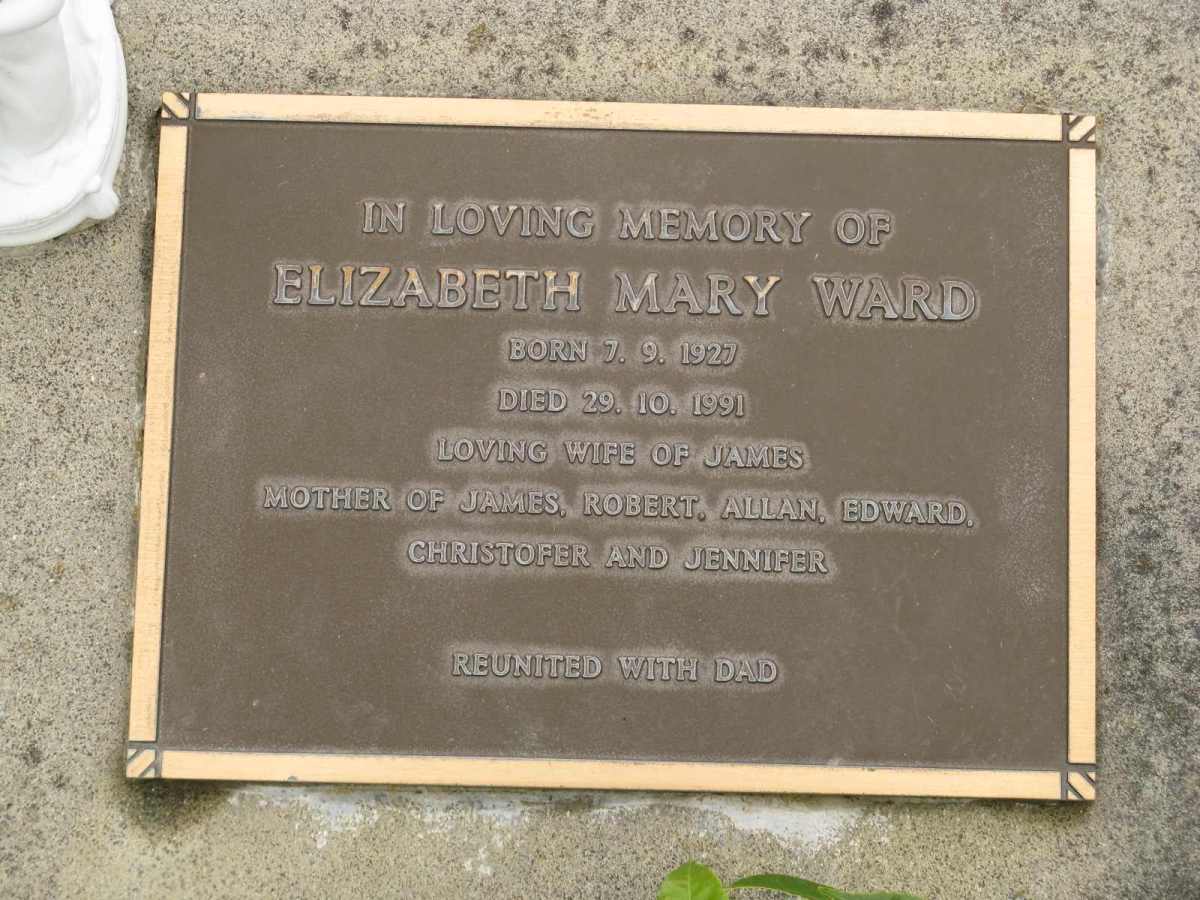 IN LOVING MEMORY OF
ELIZABETH MARY WARD
BORN 7. 9. 1927
DIED 29. 10. 1991
LOVING WIFE OF JAMES
MOTHER OF JAMES, ROBERT, ALLAN, EDWARD,
CHRISTOFER AND JENNIFER
REUNITED WITH DAD